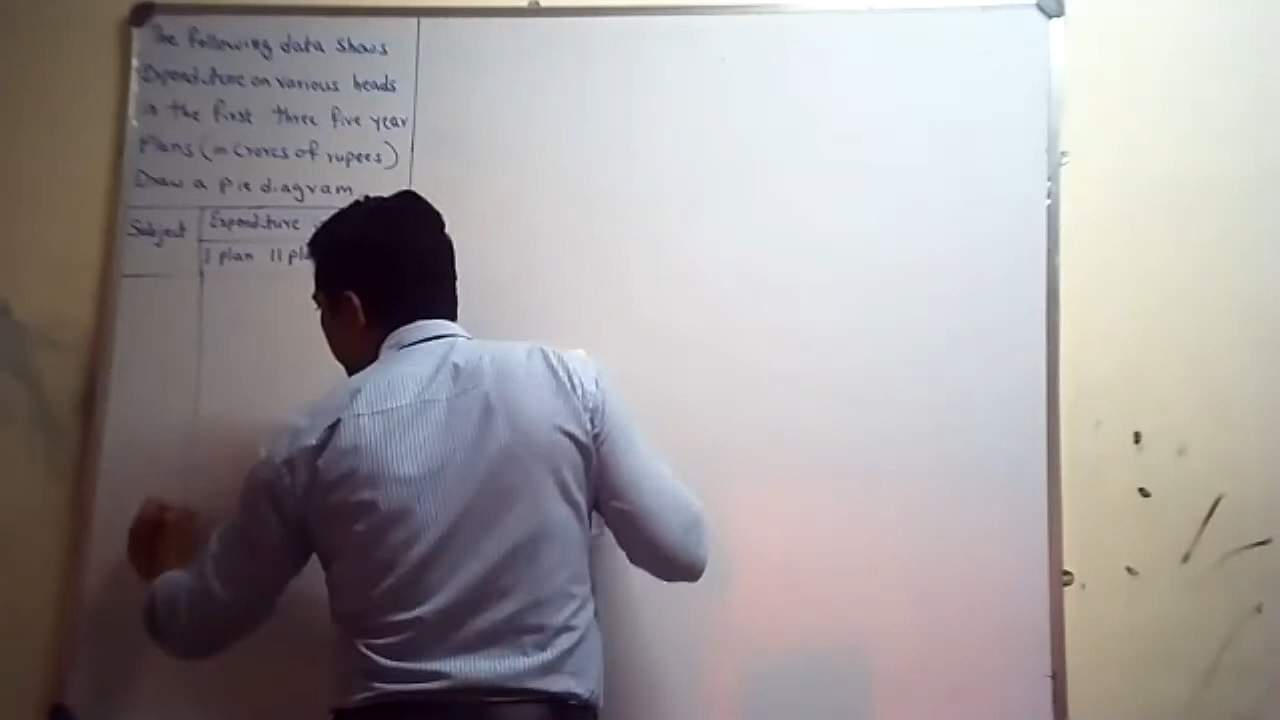 The following data shows
Expenditure on various heads
in the first three five year
Plans (in Crores of rupees)
Draw a pie diagram
Subject
Expenditure
I plan II